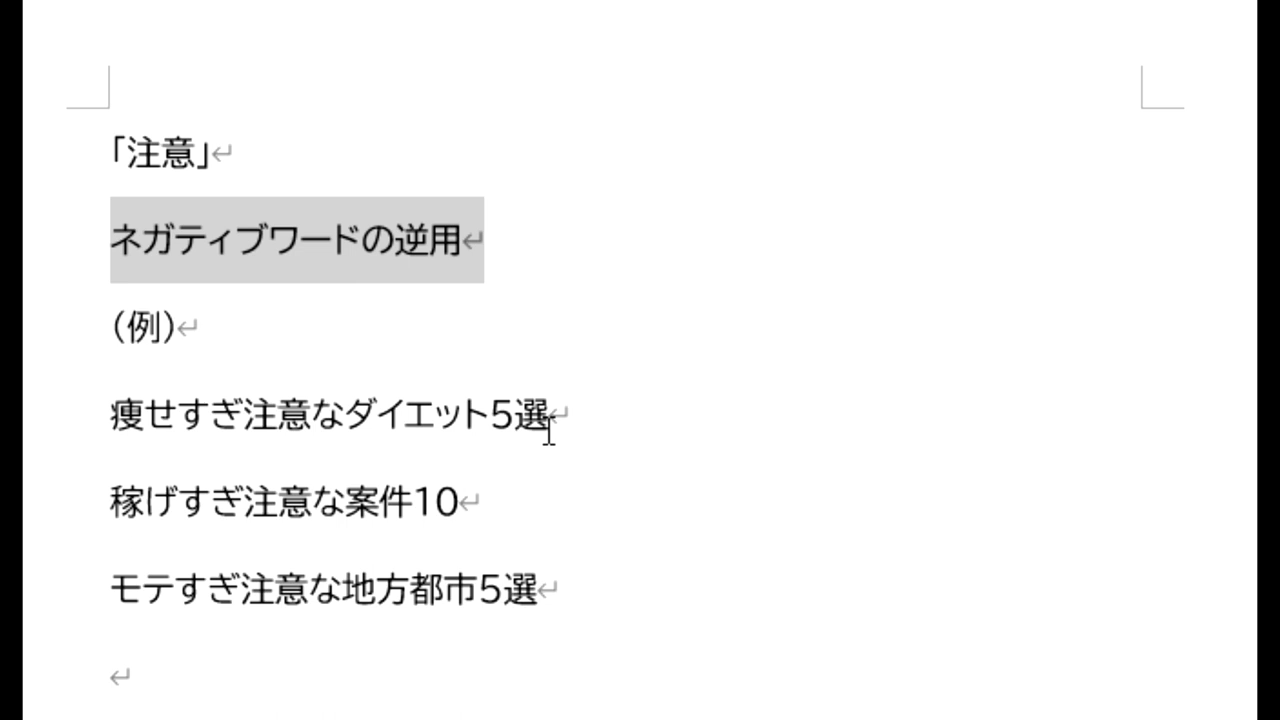 「注意」
ネガティブワードの逆用
（例）
痩せすぎ注意なダイエット5選
稼げすぎ注意な案件10
モテすぎ注意な地方都市5選